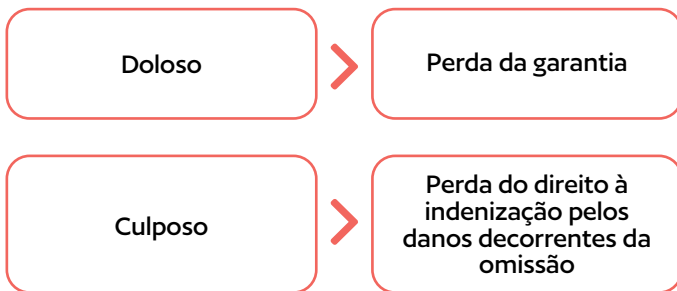 Doloso
Perda da garantia
Culposo
Perda do direito à
indenização pelos
danos decorrentes da
omissão